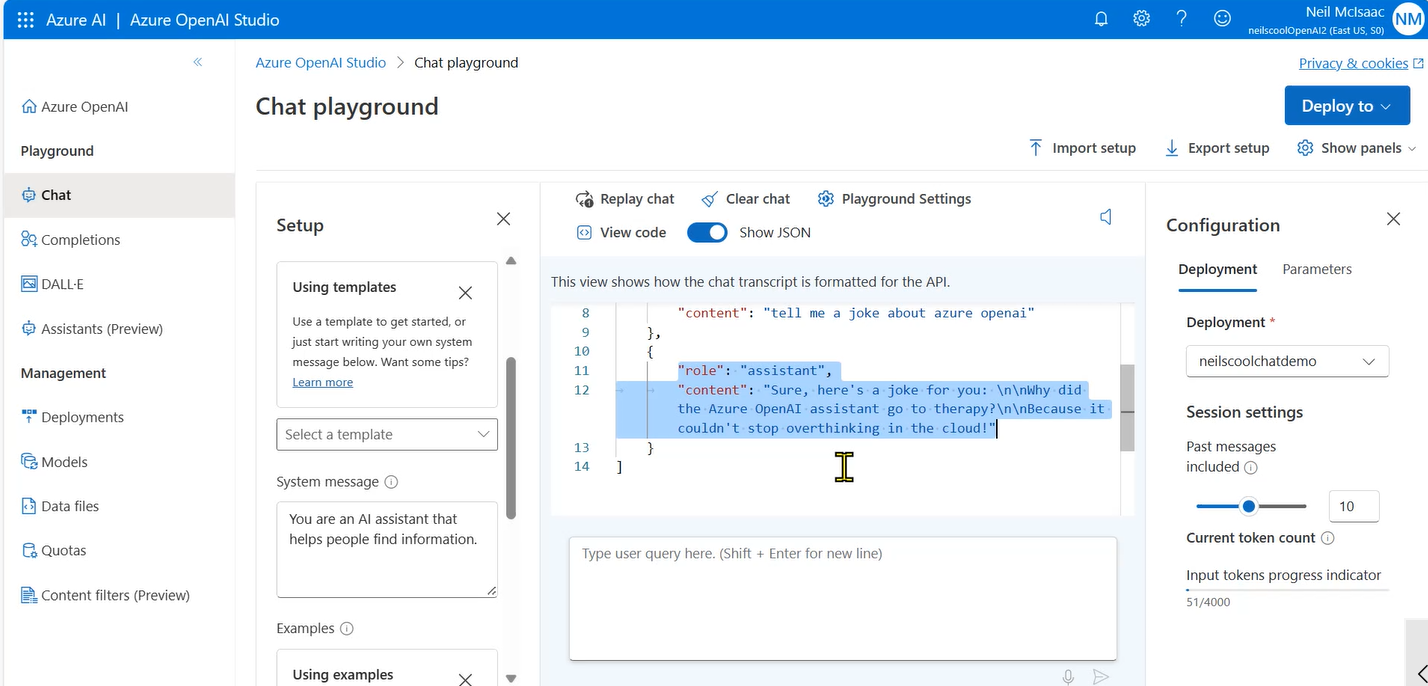 Azure AI | Azure OpenAI Studio
Neil McIsaac
neilscoolOpenAI2 (East US, S0)
NM
Azure OpenAI Studio > Chat playground
Privacy & cookies
Chat playground
Deploy to
Import setup
Export setup
Show panels
Azure OpenAI
Playground
Chat
Completions
DALL·E
Assistants (Preview)
Management
Deployments
Models
Data files
Quotas
Content filters (Preview)
Setup
Using templates
Use a template to get started, or
just start writing your own system
message below. Want some tips?
Learn more
Select a template
System message
You are an AI assistant that
helps people find information.
Examples
Using examples
Replay chat
Clear chat
Playground Settings
View code
Show JSON
This view shows how the chat transcript is formatted for the API.
8 "content": "tell me a joke about azure openai"
9 },
10 {
11 "role": "assistant",
12 "content": "Sure, here's a joke for you: \n\nWhy did
the Azure OpenAI assistant go to therapy?\n\nBecause it
couldn't stop overthinking in the cloud!"
13 }
14 ]
Type user query here. (Shift + Enter for new line)
Configuration
Deployment
Parameters
Deployment *
neilscoolchatdemo
Session settings
Past messages
included
10
Current token count
Input tokens progress indicator
51/4000